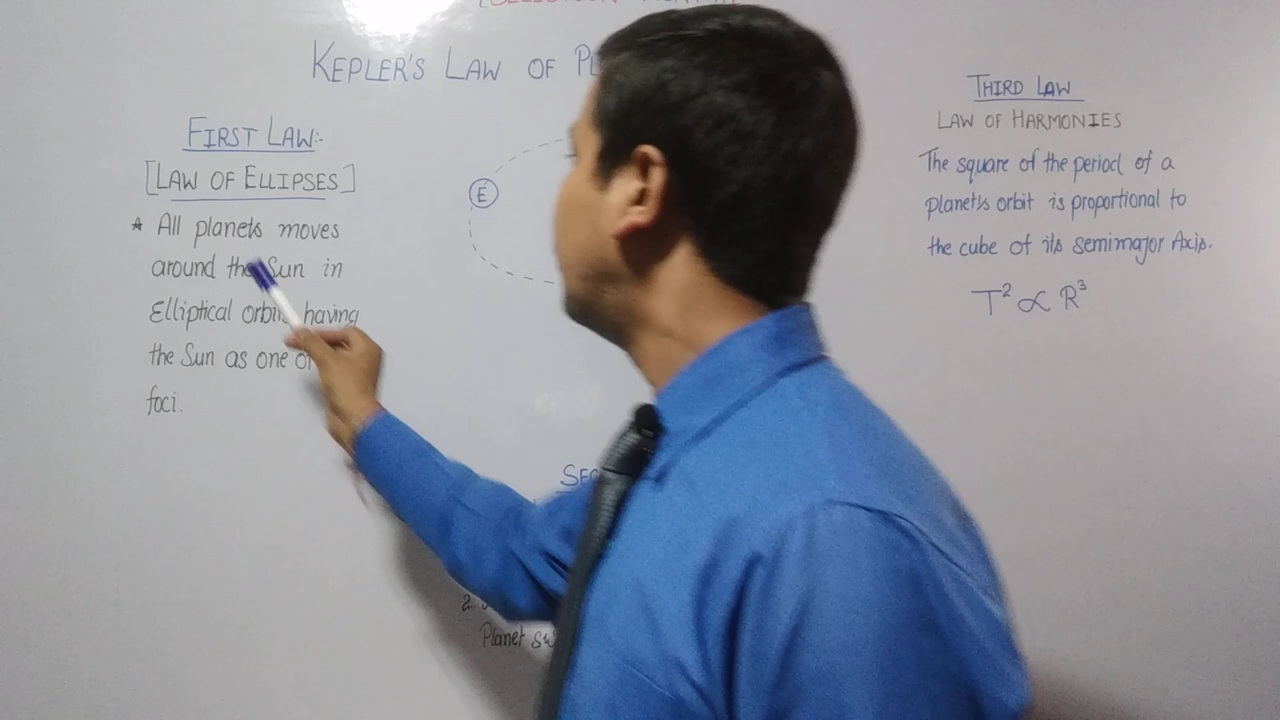 KEPLER'S LAW OF
FIRST LAW:-
[LAW OF ELLIPSES]
* All planets moves
around the Sun in
Elliptical orbit having
the Sun as one of
foci.
E
THIRD LAW
LAW OF HARMONIES
The square of the period of a
planet's orbit is proportional to
the cube of its semimajor Axis.
T² ∝ R³
2.
Planet